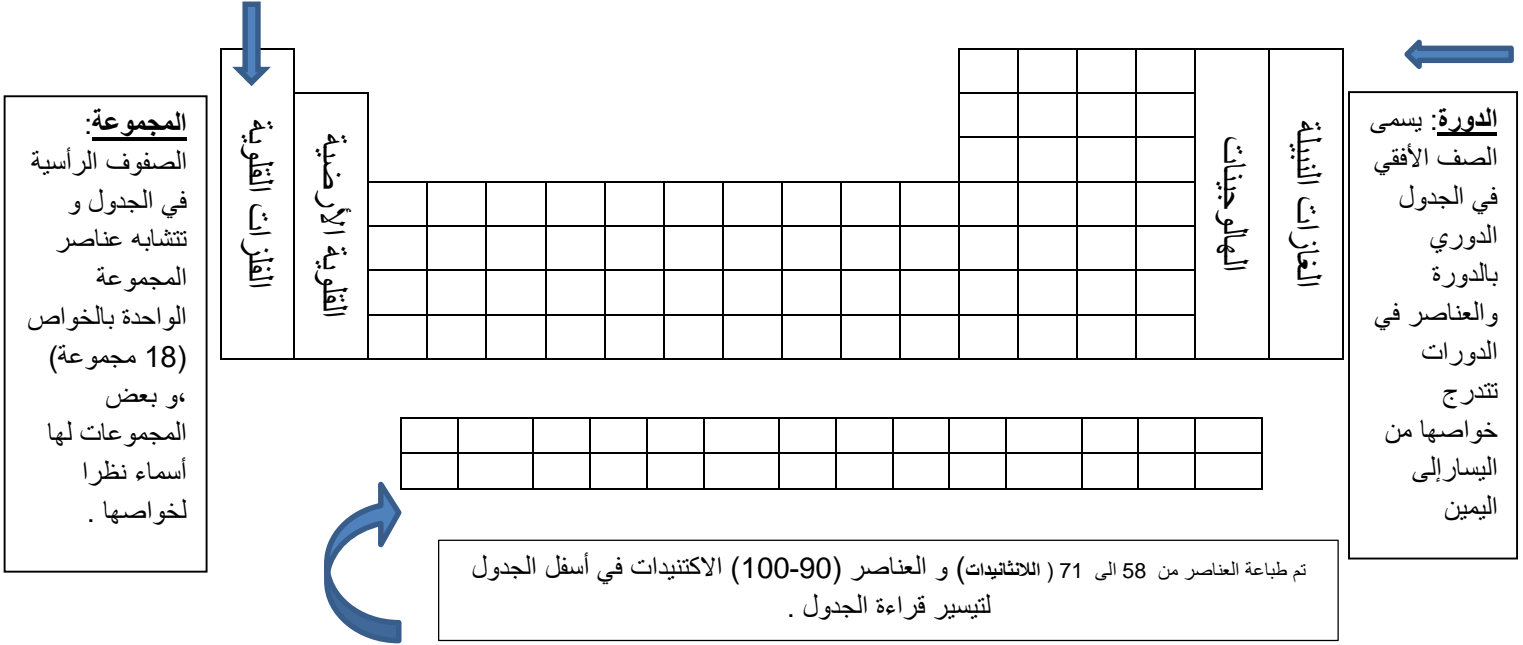 الدورة: يسمى
الصف الأفقي
في الجدول
الدوري
بالدورة
والعناصر في
الدورات
تتدرج
خواصها من
اليسارإلى
اليمين
الغازات النبيلة
الهالوجينات
القلوية الأرضية
الفلزات القلوية
المجموعة:
الصفوف الرأسية
في الجدول و
تتشابه عناصر
المجموعة
الواحدة بالخواص
(18 مجموعة)
،و بعض
المجموعات لها
أسماء نظرا
لخواصها .
تم طباعة العناصر من 58 الى 71 ( اللانثانيدات) و العناصر (90-100) الاكتنيدات في أسفل الجدول
لتيسير قراءة الجدول .